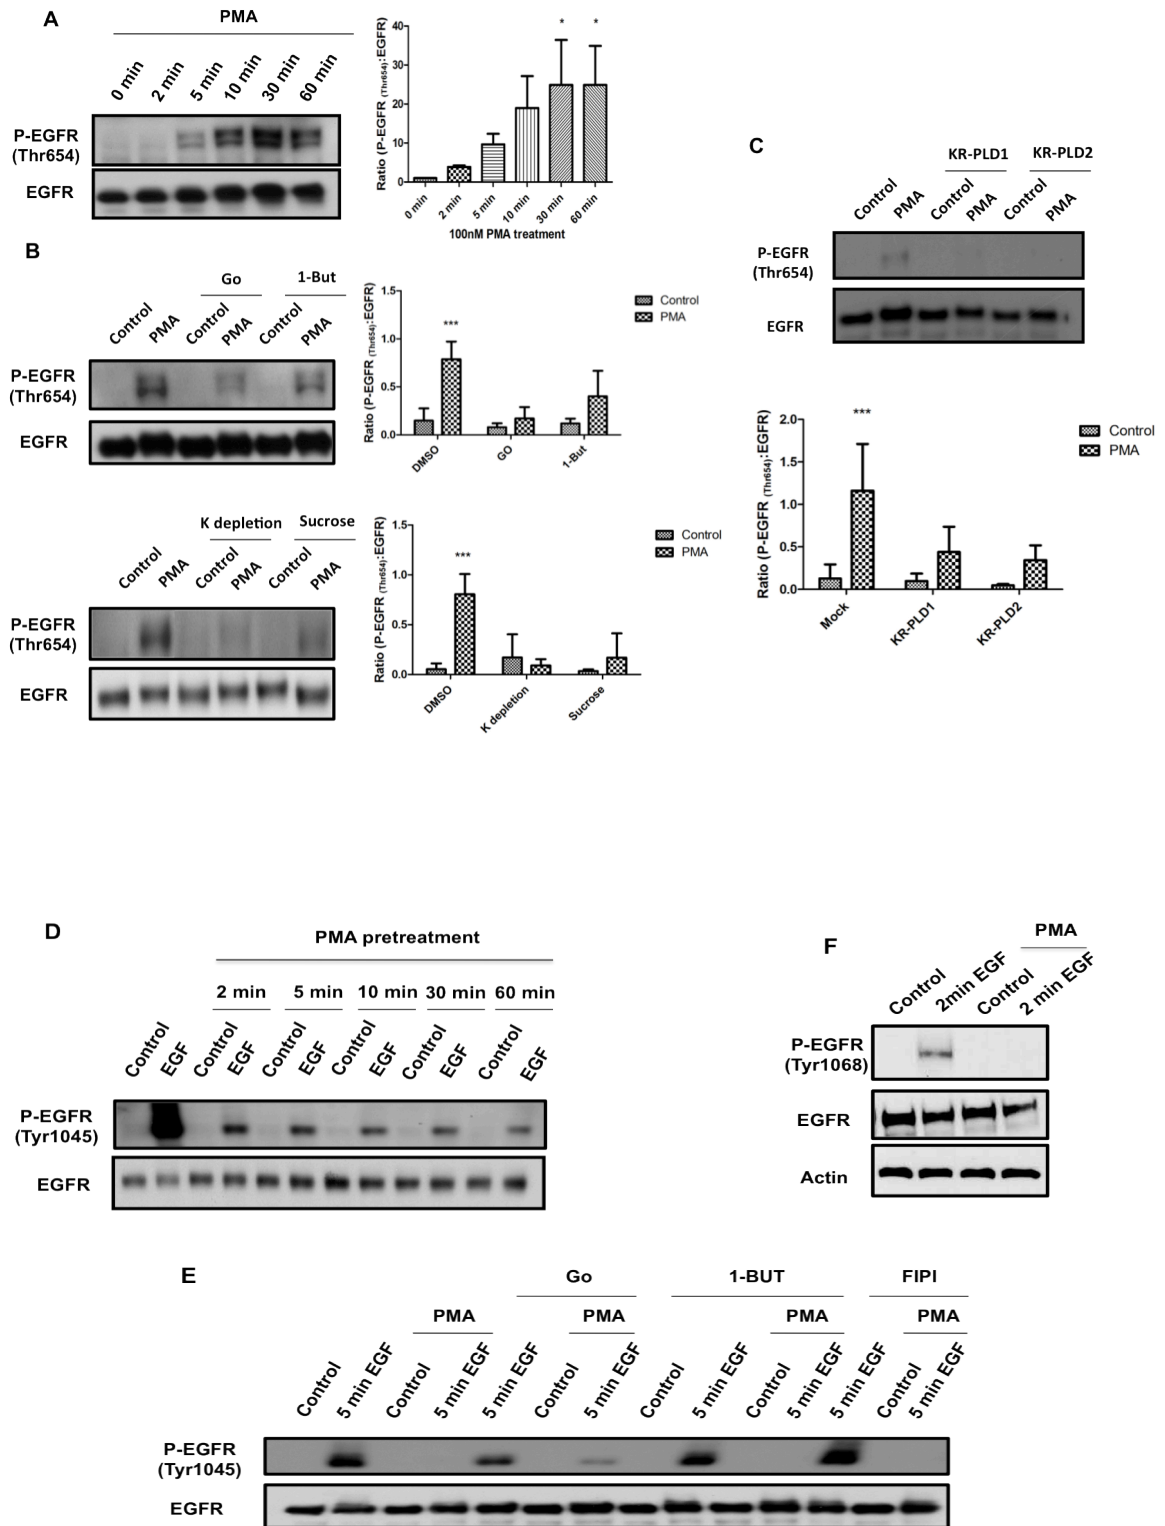 A
PMA
0 min
2 min
5 min
10 min
30 min
60 min
P-EGFR
(Thr654)
EGFR
Ratio (P-EGFR (Thr654):EGFR)
40
30
20
10
0
*
*
0 min
2 min
5 min
10 min
30 min
60 min
100nM PMA treatment
B
Go
1-But
Control
PMA
Control
PMA
Control
PMA
P-EGFR
(Thr654)
EGFR
Ratio (P-EGFR (Thr654):EGFR)
1.5
1.0
0.5
0.0
***
DMSO
GO
1-But
Control
PMA
K depletion
Sucrose
Control
PMA
Control
PMA
Control
PMA
P-EGFR
(Thr654)
EGFR
Ratio (P-EGFR (Thr654):EGFR)
1.5
1.0
0.5
0.0
***
DMSO
K depletion
Sucrose
Control
PMA
C
KR-PLD1
KR-PLD2
Control
PMA
Control
PMA
Control
PMA
P-EGFR
(Thr654)
EGFR
Ratio (P-EGFR (Thr654):EGFR)
2.0
1.5
1.0
0.5
0.0
***
Mock
KR-PLD1
KR-PLD2
Control
PMA
D
PMA pretreatment
2 min
5 min
10 min
30 min
60 min
Control
EGF
Control
EGF
Control
EGF
Control
EGF
Control
EGF
Control
EGF
P-EGFR
(Tyr1045)
EGFR
F
PMA
Control
2min EGF
Control
2 min EGF
P-EGFR
(Tyr1068)
EGFR
Actin
E
Go
1-BUT
FIPI
PMA
PMA
PMA
PMA
Control
5 min EGF
Control
5 min EGF
5 min EGF
Control
5 min EGF
Control
5 min EGF
Control
5 min EGF
5 min EGF
Control
5 min EGF
P-EGFR
(Tyr1045)
EGFR